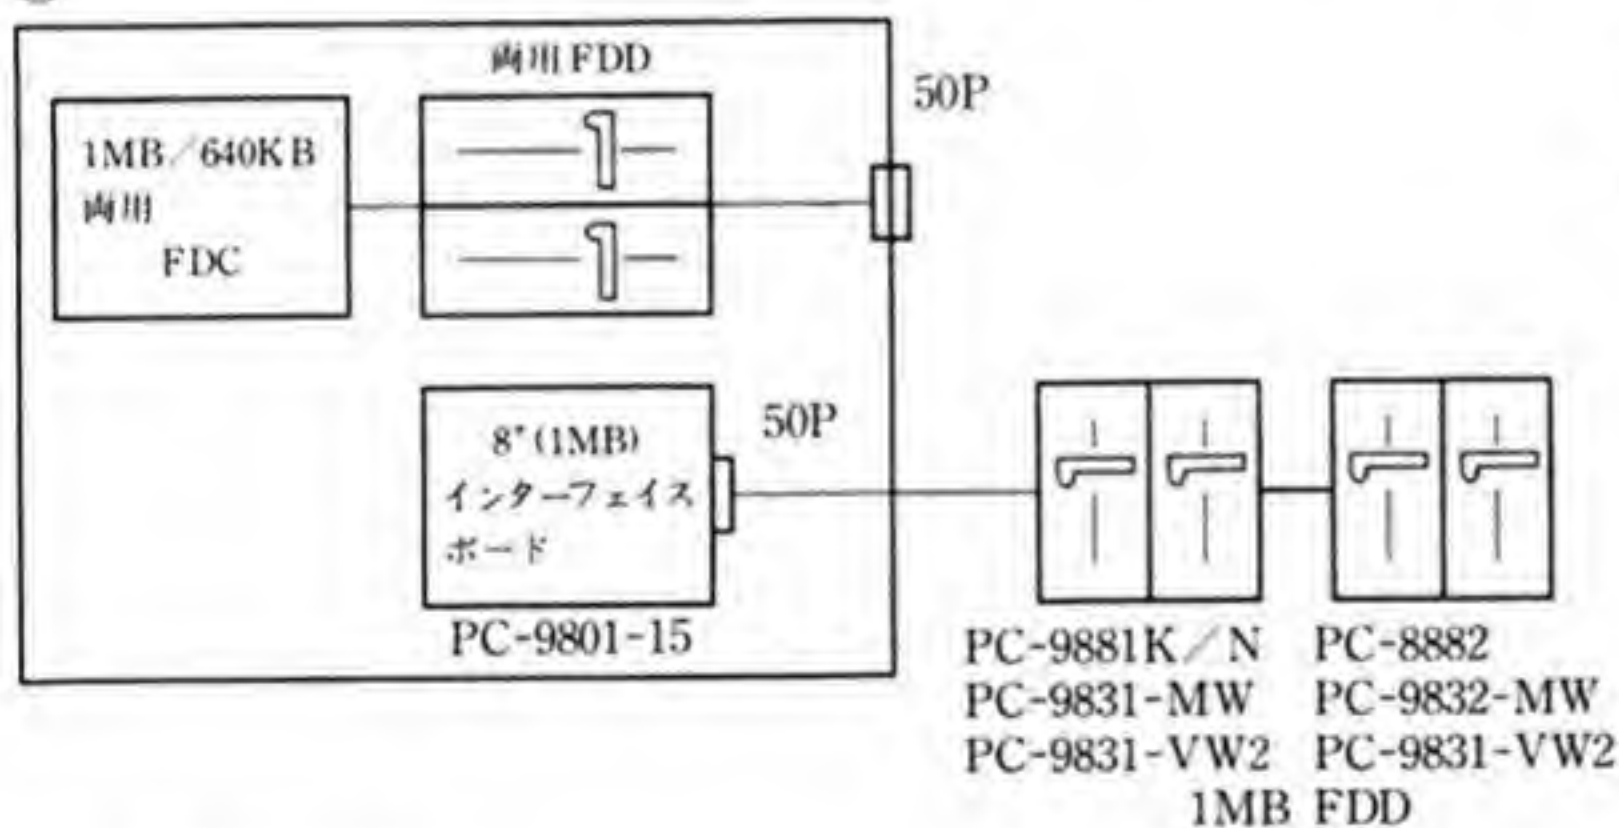 両用FDD
50P
1MB/640KB
両用
FDC
8"(1MB)
インターフェイス
ボード
50P
PC-9801-15
PC-9881K/N
PC-9831-MW
PC-9831-VW2
PC-8882
PC-9832-MW
PC-9831-VW2
1MB FDD